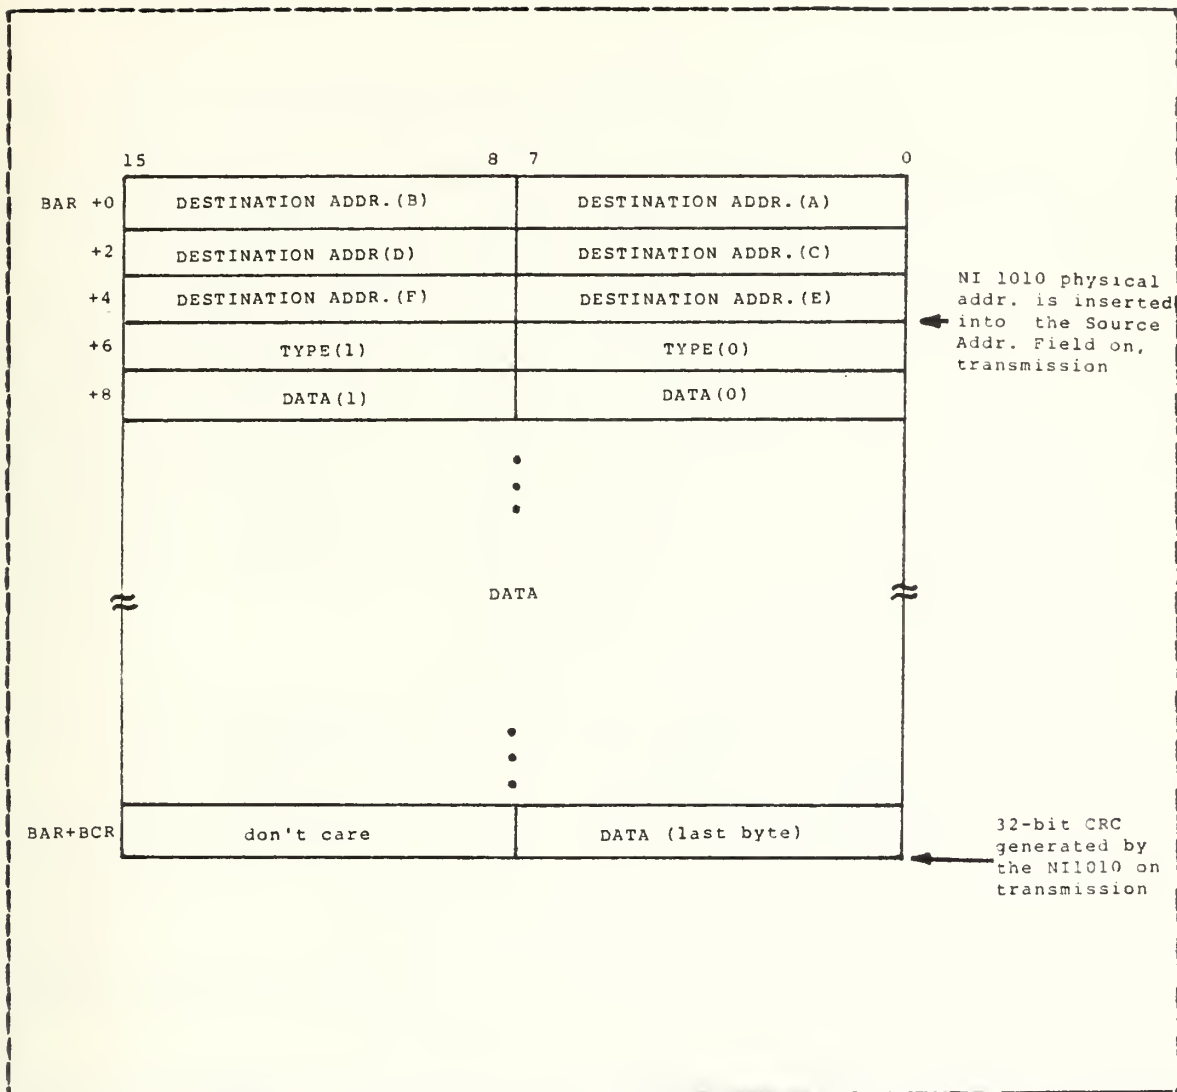 15 8 7 0
BAR +0 DESTINATION ADDR.(B) DESTINATION ADDR.(A)
+2 DESTINATION ADDR(D) DESTINATION ADDR.(C)
+4 DESTINATION ADDR.(F) DESTINATION ADDR.(E)
NI 1010 physical
addr. is inserted
into the Source
Addr. Field on,
transmission
+6 TYPE(1) TYPE(0)
+8 DATA(1) DATA(0)
DATA
BAR+BCR don't care DATA (last byte)
32-bit CRC
generated by
the NI1010 on
transmission